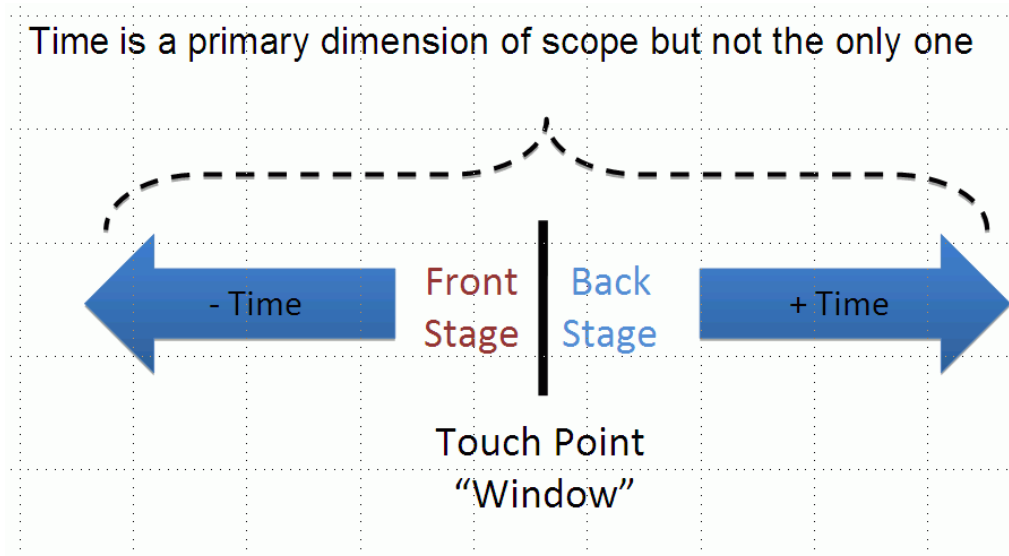 Time is a primary dimension of scope but not the only one
- Time
Front
Stage
Back
Stage
+ Time
Touch Point
“Window”